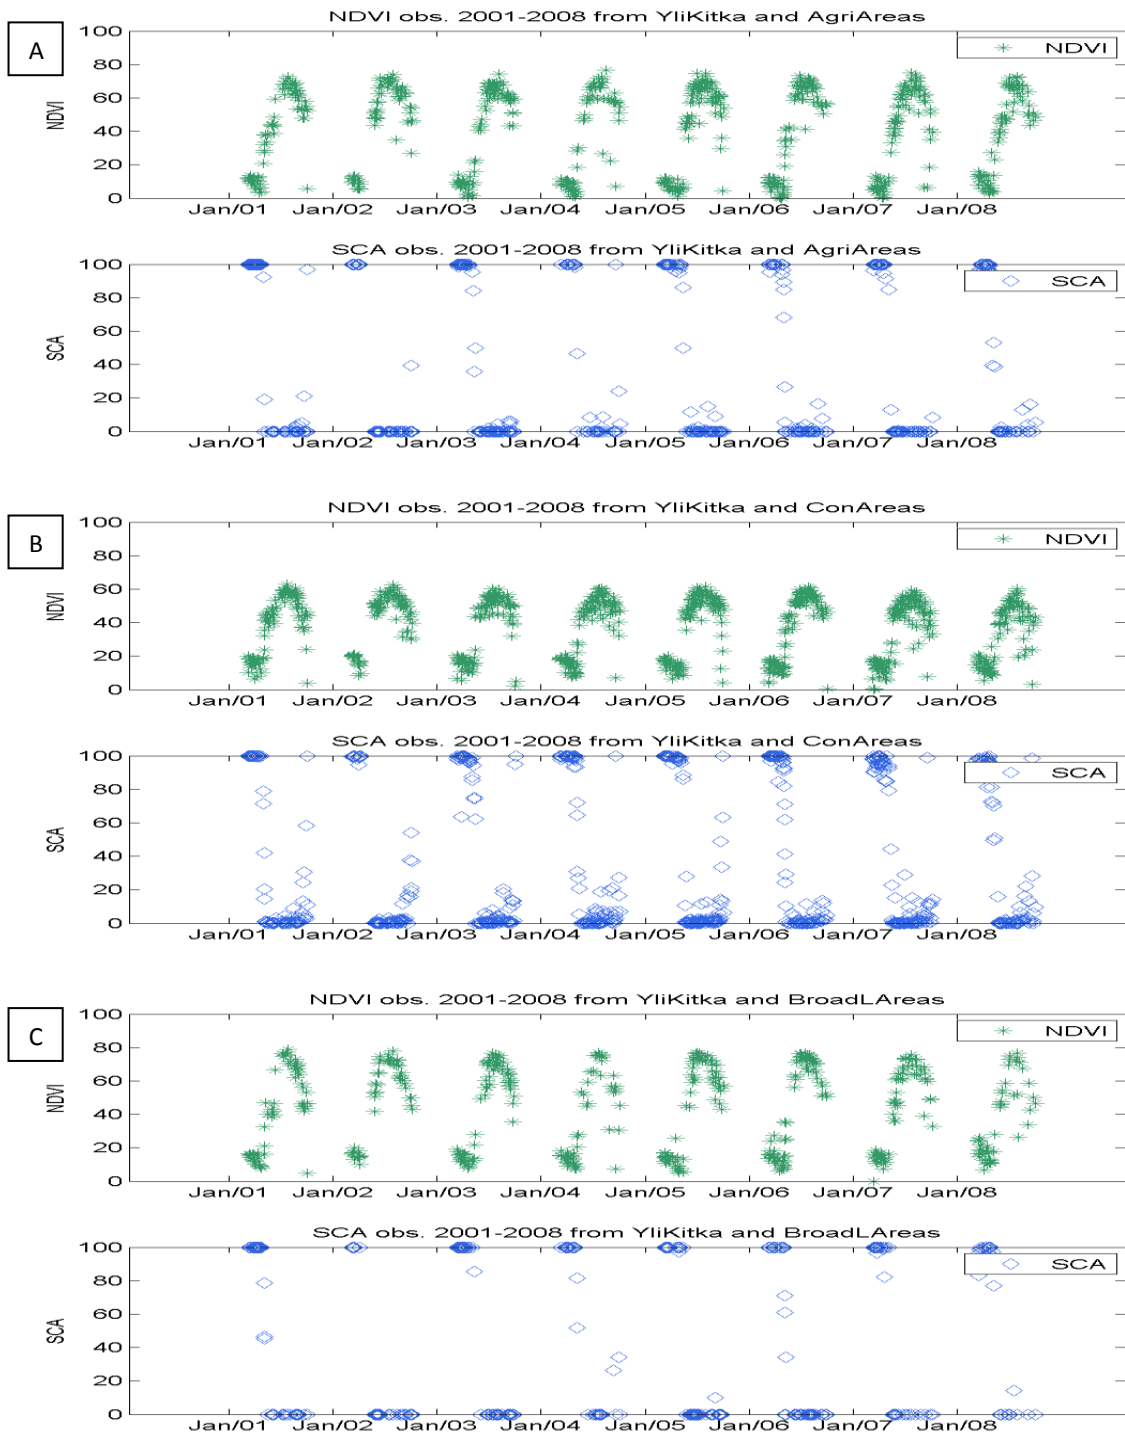 A
NDVI obs. 2001-2008 from YliKitka and AgriAreas
NDVI
100
80
60
40
20
0
NDVI
Jan/01 Jan/02 Jan/03 Jan/04 Jan/05 Jan/06 Jan/07 Jan/08
SCA obs. 2001-2008 from YliKitka and AgriAreas
SCA
100
80
60
40
20
0
SCA
Jan/01 Jan/02 Jan/03 Jan/04 Jan/05 Jan/06 Jan/07 Jan/08
B
NDVI obs. 2001-2008 from YliKitka and ConAreas
NDVI
100
80
60
40
20
0
NDVI
Jan/01 Jan/02 Jan/03 Jan/04 Jan/05 Jan/06 Jan/07 Jan/08
SCA obs. 2001-2008 from YliKitka and ConAreas
SCA
100
80
60
40
20
0
SCA
Jan/01 Jan/02 Jan/03 Jan/04 Jan/05 Jan/06 Jan/07 Jan/08
C
NDVI obs. 2001-2008 from YliKitka and BroadLAreas
NDVI
100
80
60
40
20
0
NDVI
Jan/01 Jan/02 Jan/03 Jan/04 Jan/05 Jan/06 Jan/07 Jan/08
SCA obs. 2001-2008 from YliKitka and BroadLAreas
SCA
100
80
60
40
20
0
SCA
Jan/01 Jan/02 Jan/03 Jan/04 Jan/05 Jan/06 Jan/07 Jan/08